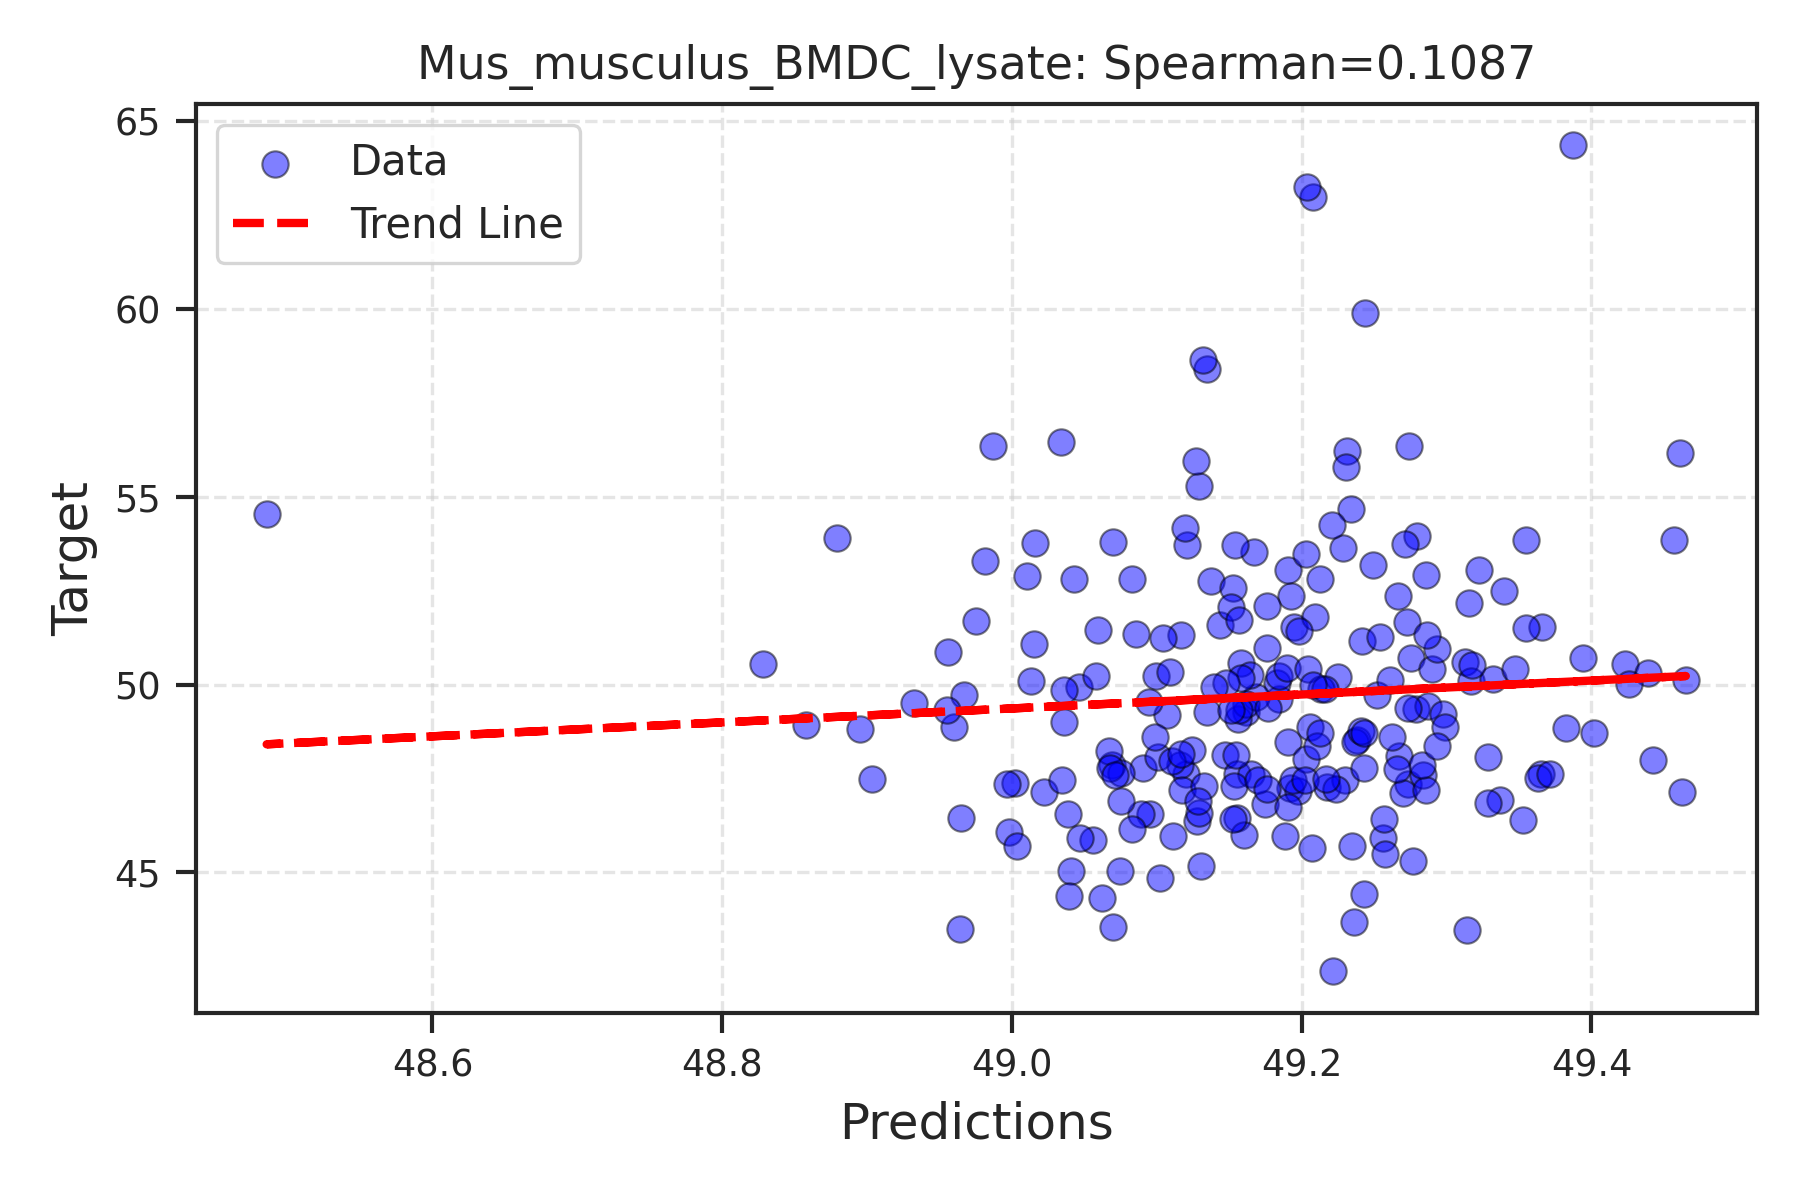 Mus_musculus_BMDC_lysate: Spearman=0.1087
Data
Trend Line
65
60
55
50
45
Target
48.6
48.8
49.0
49.2
49.4
Predictions